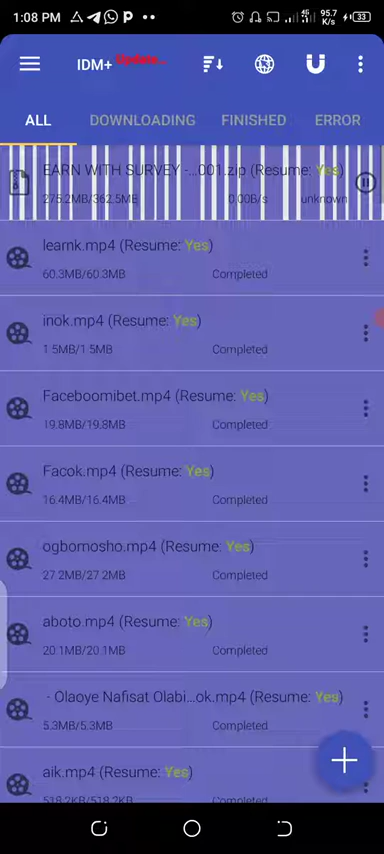 1:08 PM
4G 95.7 K/s 33
IDM+ Update...
ALL DOWNLOADING FINISHED ERROR
EARN WITH SURVEY -...001.zip (Resume: Yes)
275.2MB/362.5MB 0.00B/s unknown
learnk.mp4 (Resume: Yes)
60.3MB/60.3MB Completed
inok.mp4 (Resume: Yes)
1.5MB/1.5MB Completed
Faceboomibet.mp4 (Resume: Yes)
19.8MB/19.8MB Completed
Facok.mp4 (Resume: Yes)
16.4MB/16.4MB Completed
ogbornosho.mp4 (Resume: Yes)
27.2MB/27.2MB Completed
aboto.mp4 (Resume: Yes)
20.1MB/20.1MB Completed
- Olaoye Nafisat Olabi...ok.mp4 (Resume: Yes)
5.3MB/5.3MB Completed
aik.mp4 (Resume: Yes)
518.2KB/518.2KB Completed